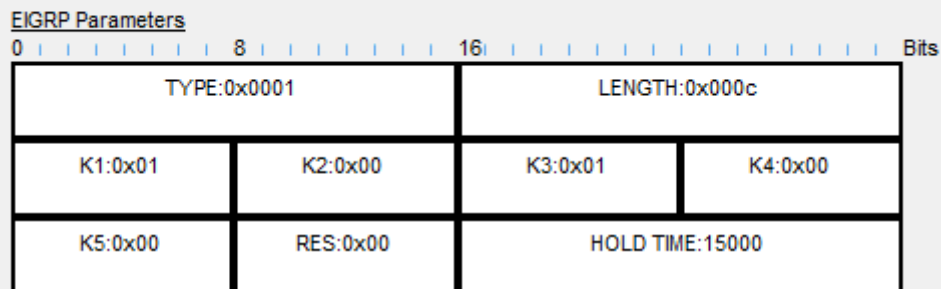 EIGRP Parameters
0 8 16 Bits
TYPE:0x0001 LENGTH:0x000c
K1:0x01 K2:0x00 K3:0x01 K4:0x00
K5:0x00 RES:0x00 HOLD TIME:15000